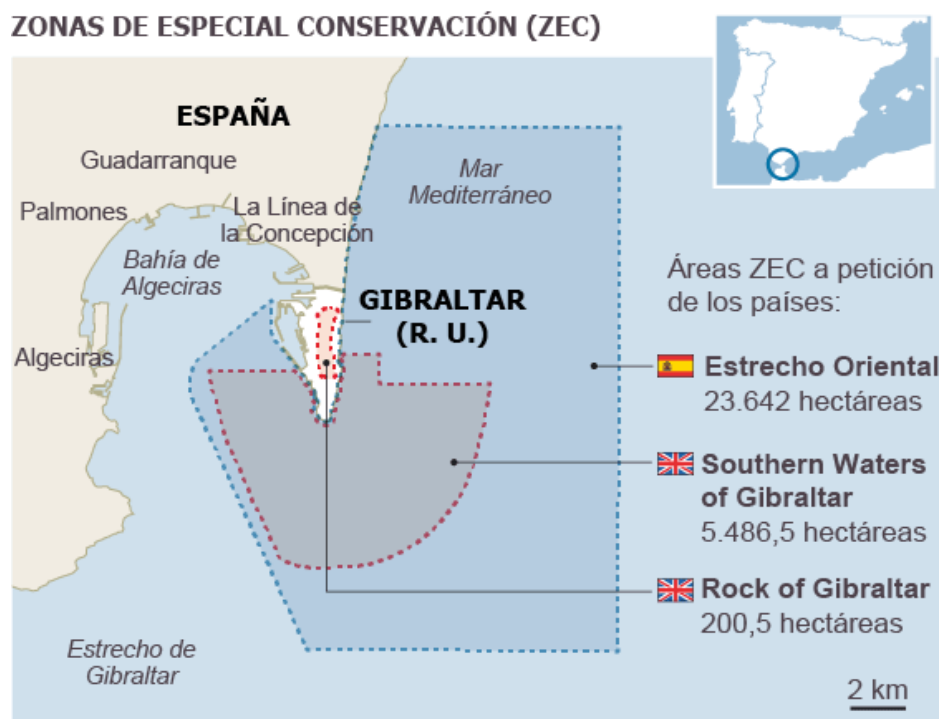 ZONAS DE ESPECIAL CONSERVACIÓN (ZEC)
ESPAÑA
Guadarranque
Palmones
La Línea de
la Concepción
Bahía de
Algeciras
Algeciras
GIBRALTAR
(R. U.)
Mar
Mediterráneo
Estrecho de
Gibraltar
Áreas ZEC a petición
de los países:
Estrecho Oriental
23.642 hectáreas
Southern Waters
of Gibraltar
5.486,5 hectáreas
Rock of Gibraltar
200,5 hectáreas
2 km